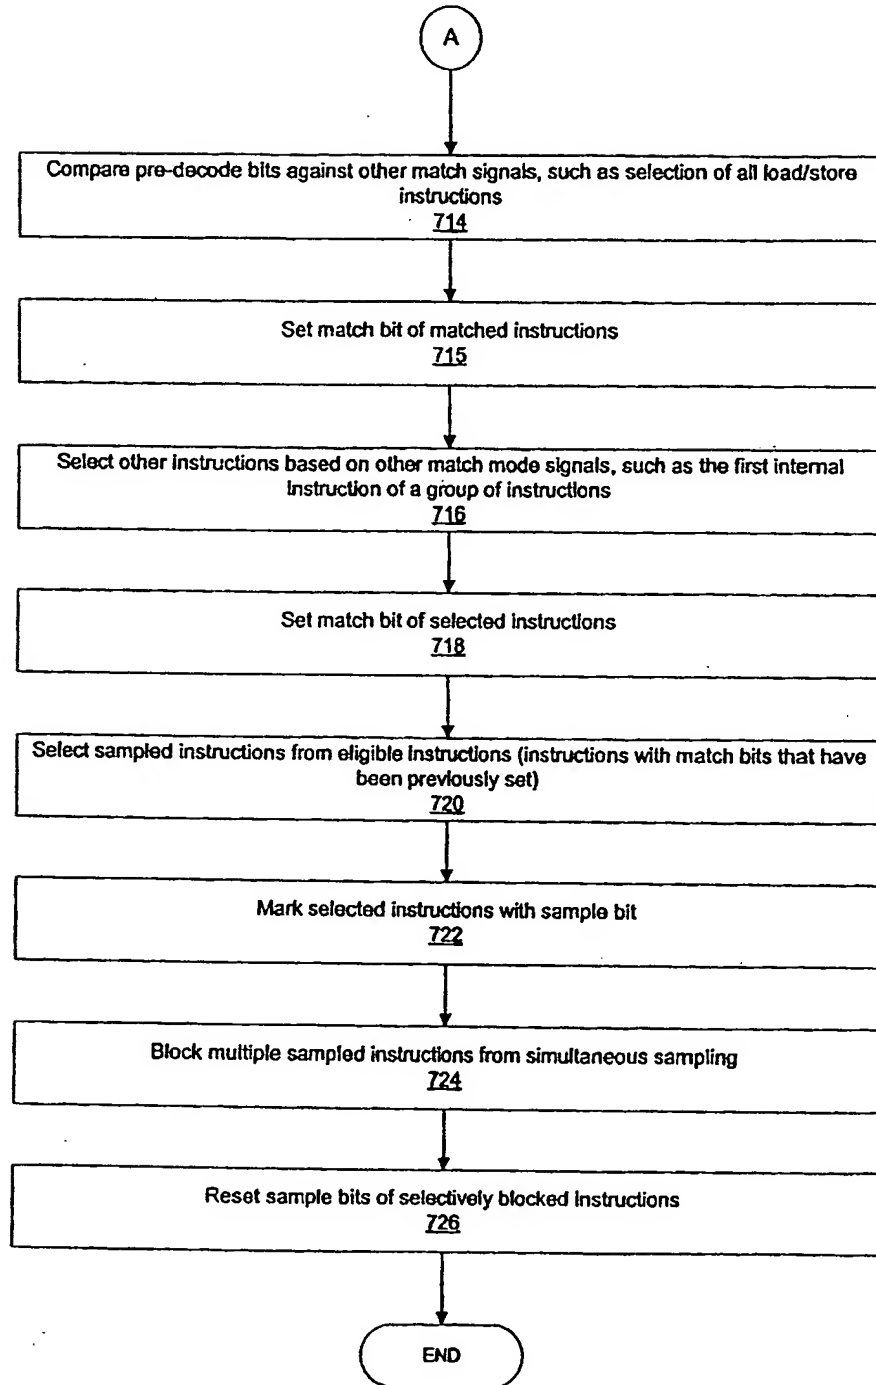 A
Compare pre-decode bits against other match signals, such as selection of all load/store
instructions
714
Set match bit of matched instructions
715
Select other instructions based on other match mode signals, such as the first internal
instruction of a group of instructions
716
Set match bit of selected instructions
718
Select sampled instructions from eligible instructions (instructions with match bits that have
been previously set)
720
Mark selected instructions with sample bit
722
Block multiple sampled instructions from simultaneous sampling
724
Reset sample bits of selectively blocked instructions
726
END